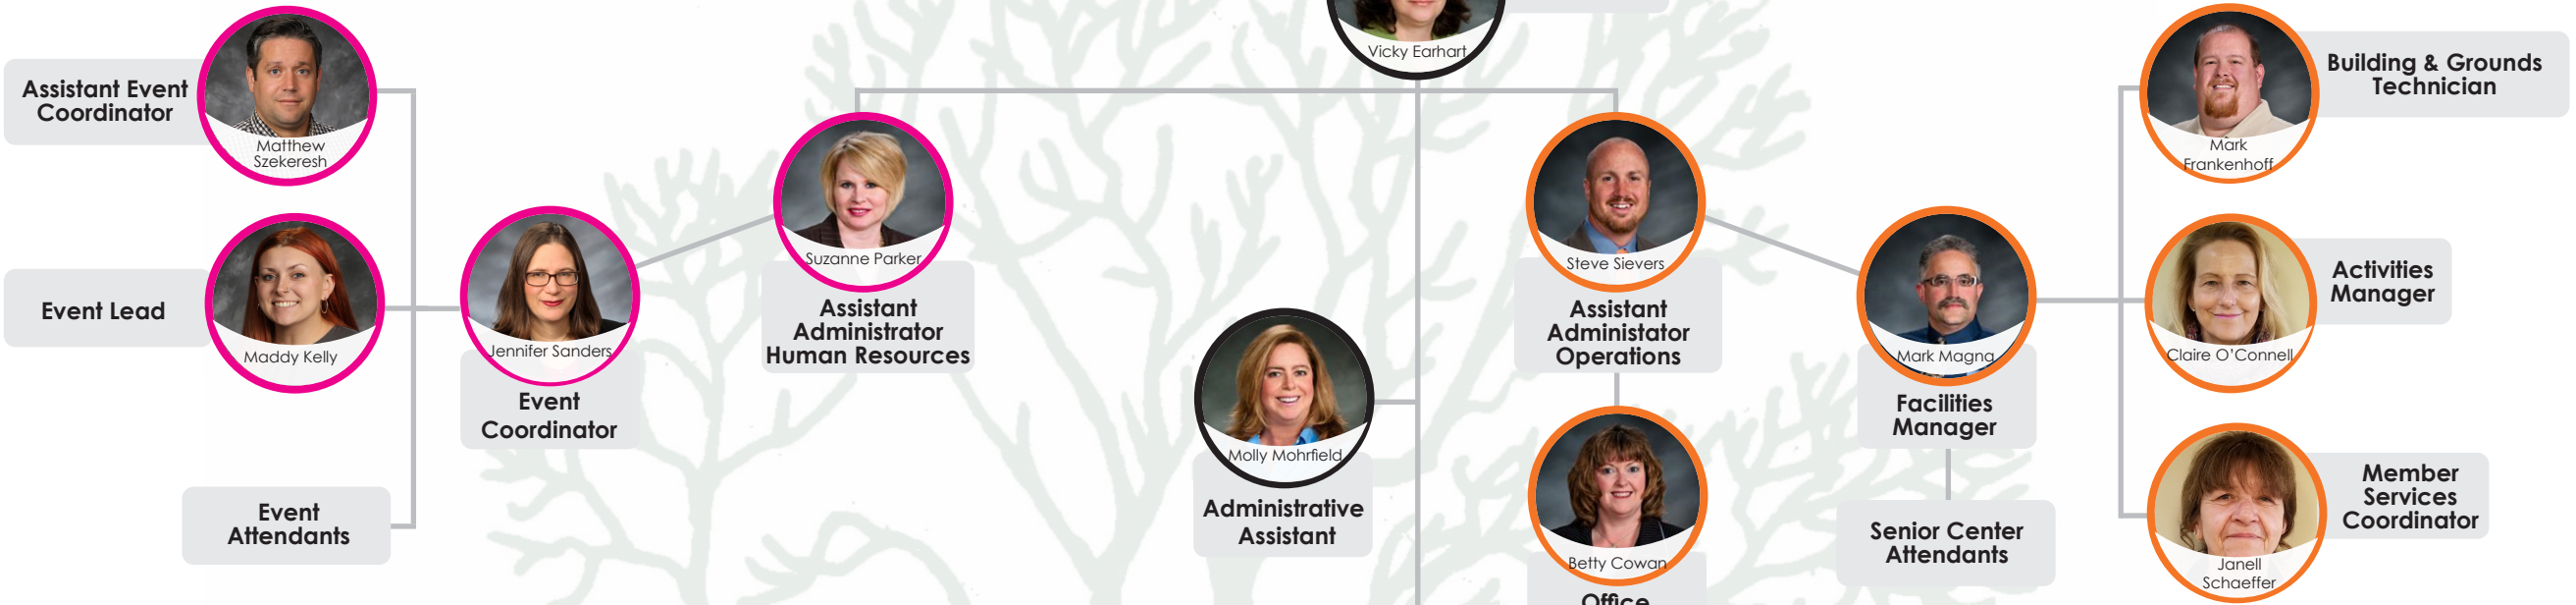 Vicky Earhart
Assistant Event
Coordinator
Matthew
Szekeresh
Event Lead
Maddy Kelly
Event
Attendants
Jennifer Sanders
Event
Coordinator
Suzanne Parker
Assistant
Administrator
Human Resources
Molly Mohrfield
Administrative
Assistant
Steve Sievers
Assistant
Administator
Operations
Betty Cowan
Office
Mark Magna
Facilities
Manager
Senior Center
Attendants
Mark
Frankenhoff
Building & Grounds
Technician
Claire O'Connell
Activities
Manager
Janell
Schaeffer
Member
Services
Coordinator